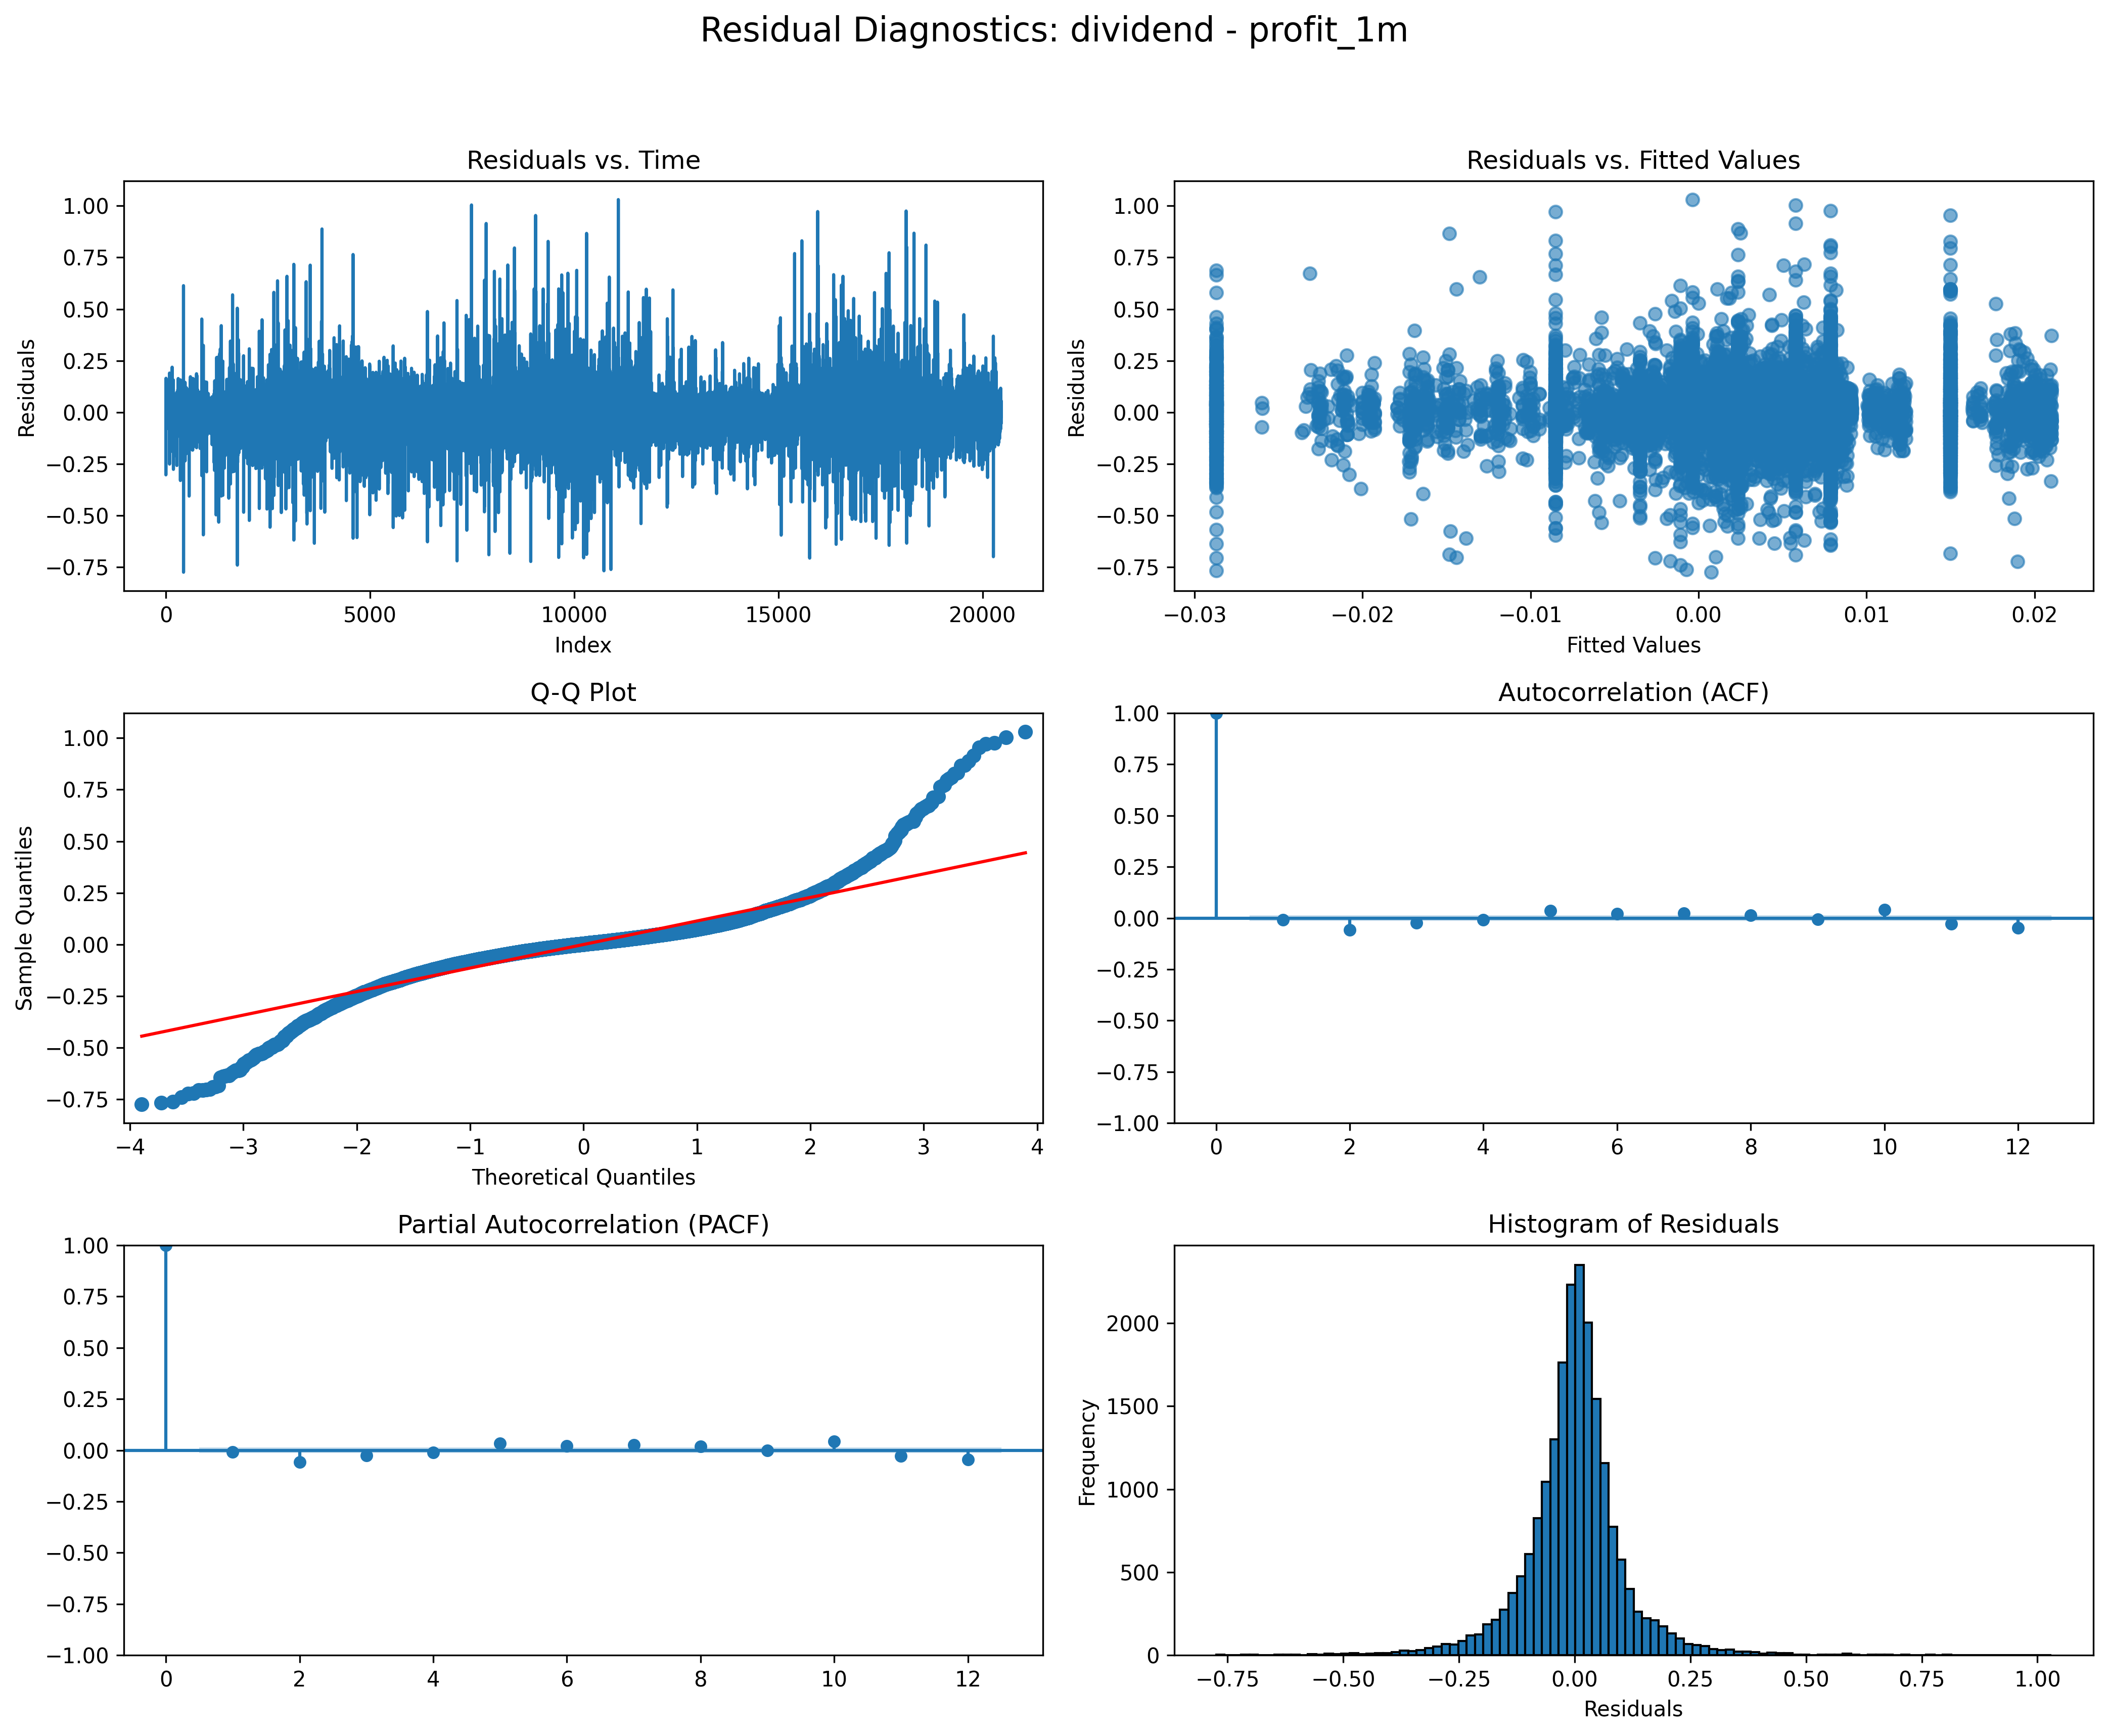 Residual Diagnostics: dividend - profit_1m
Residuals vs. Time
1.00
0.75
0.50
0.25
0.00
−0.25
−0.50
−0.75
Residuals
0 5000 10000 15000 20000
Index
Residuals vs. Fitted Values
1.00
0.75
0.50
0.25
0.00
−0.25
−0.50
−0.75
Residuals
−0.03 −0.02 −0.01 0.00 0.01 0.02
Fitted Values
Q-Q Plot
1.00
0.75
0.50
0.25
0.00
−0.25
−0.50
−0.75
Sample Quantiles
−4 −3 −2 −1 0 1 2 3 4
Theoretical Quantiles
Autocorrelation (ACF)
1.00
0.75
0.50
0.25
0.00
−0.25
−0.50
−0.75
−1.00
0 2 4 6 8 10 12
Partial Autocorrelation (PACF)
1.00
0.75
0.50
0.25
0.00
−0.25
−0.50
−0.75
−1.00
0 2 4 6 8 10 12
Histogram of Residuals
2000
1500
1000
500
0
Frequency
−0.75 −0.50 −0.25 0.00 0.25 0.50 0.75 1.00
Residuals